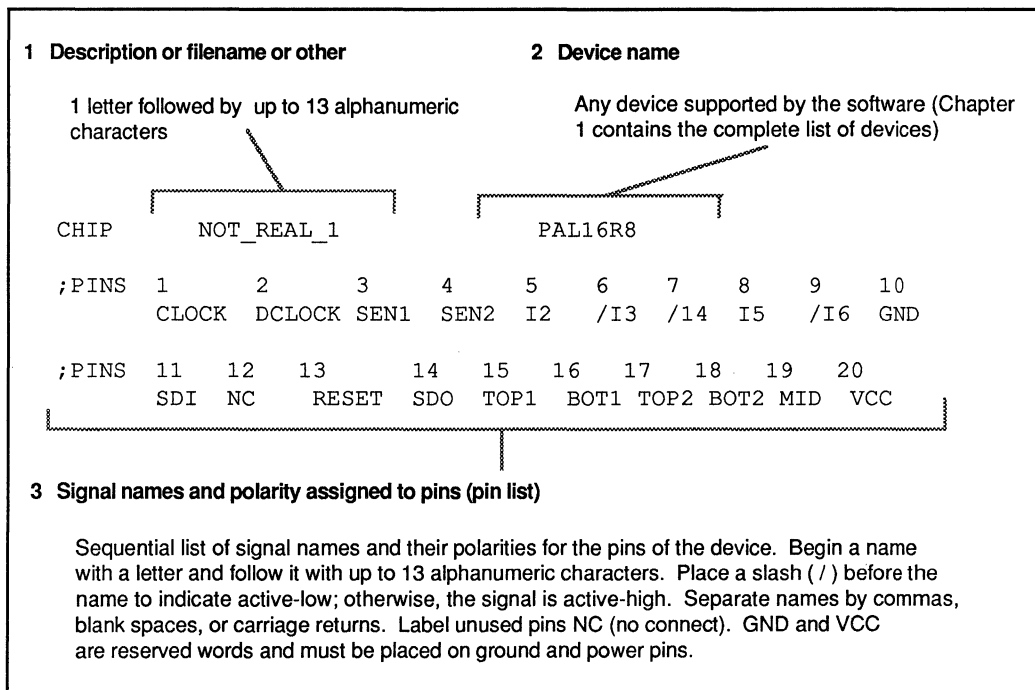 1 Description or filename or other
2 Device name
1 letter followed by up to 13 alphanumeric
characters
Any device supported by the software (Chapter
1 contains the complete list of devices)
CHIP NOT_REAL_1 PAL16R8
;PINS 1 2 3 4 5 6 7 8 9 10
CLOCK DCLOCK SEN1 SEN2 I2 /I3 /14 I5 /I6 GND
;PINS 11 12 13 14 15 16 17 18 19 20
SDI NC RESET SDO TOP1 BOT1 TOP2 BOT2 MID VCC
3 Signal names and polarity assigned to pins (pin list)
Sequential list of signal names and their polarities for the pins of the device. Begin a name
with a letter and follow it with up to 13 alphanumeric characters. Place a slash ( / ) before the
name to indicate active-low; otherwise, the signal is active-high. Separate names by commas,
blank spaces, or carriage returns. Label unused pins NC (no connect). GND and VCC
are reserved words and must be placed on ground and power pins.